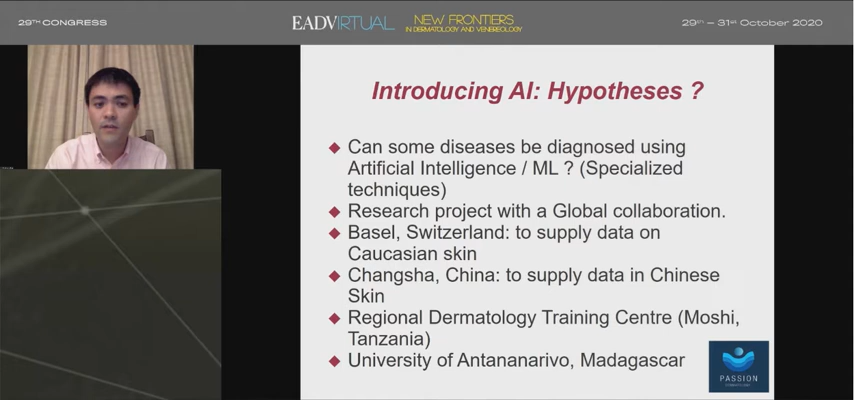 29TH CONGRESS
EADVIRTUAL
NEW FRONTIERS
IN DERMATOLOGY AND VENEREOLOGY
29th – 31st October 2020
Introducing AI: Hypotheses ?
Can some diseases be diagnosed using
Artificial Intelligence / ML ? (Specialized
techniques)
Research project with a Global collaboration.
Basel, Switzerland: to supply data on
Caucasian skin
Changsha, China: to supply data in Chinese
Skin
Regional Dermatology Training Centre (Moshi,
Tanzania)
University of Antananarivo, Madagascar
PASSION